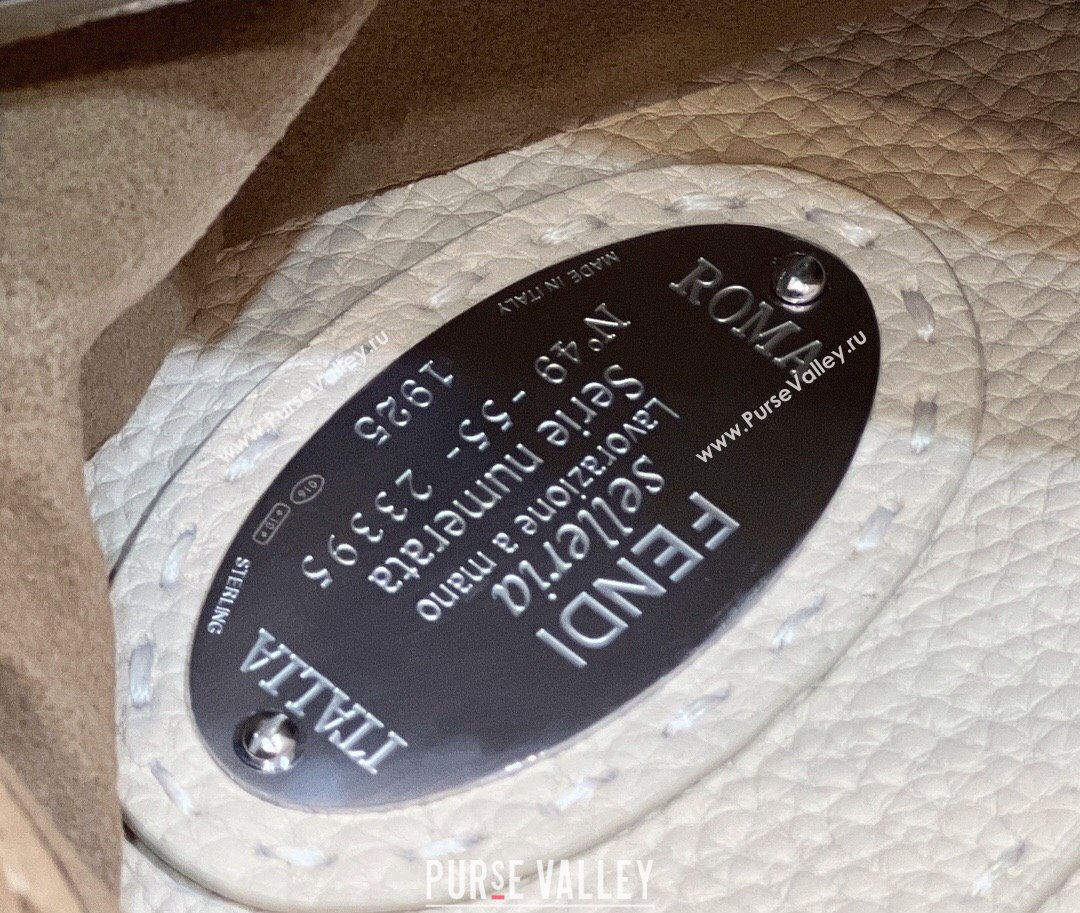 FENDI
Selleria
Lavorazione a mano
Serie numerata
N° 49 - 55 - 23395
1925
ROMA
ITALIA
MADE IN ITALY
STERLING
016
www.PurseValley.ru
www.PurseValley.ru
PURSE VALLEY